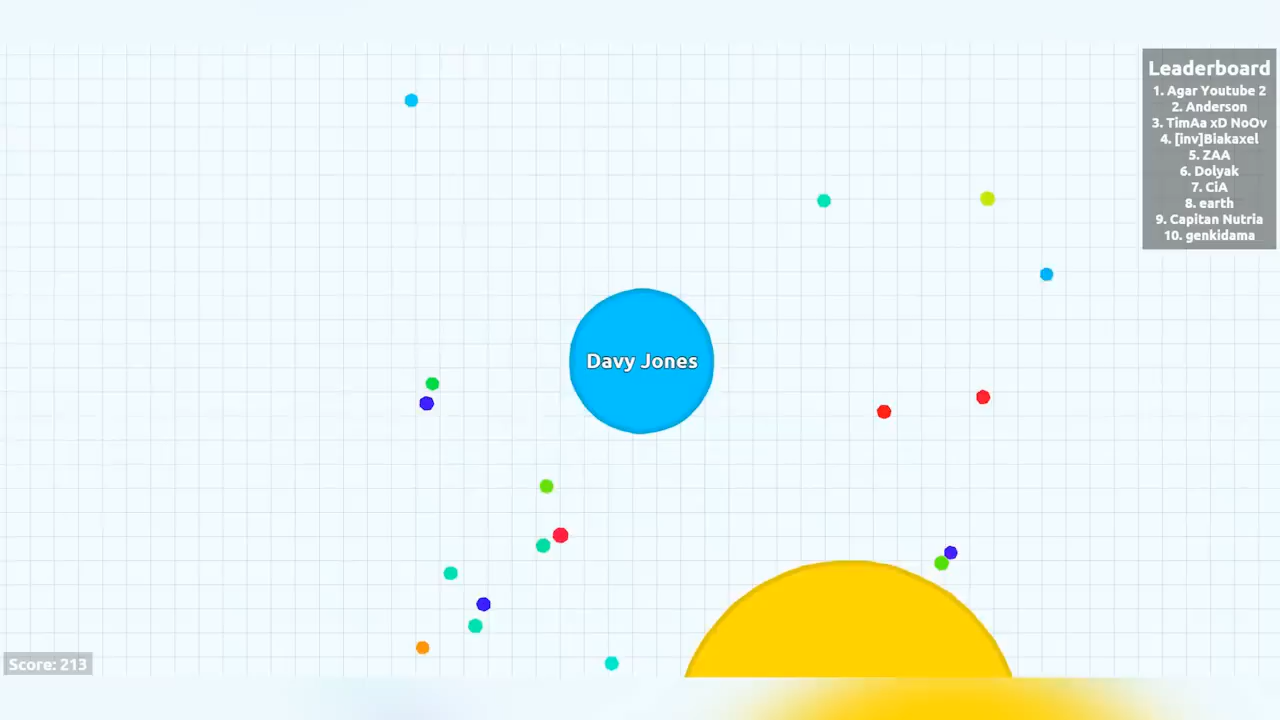 Leaderboard
1. Agar Youtube 2
2. Anderson
3. TimAa xD NoOv
4. [inv]Biakaxel
5. ZAA
6. Dolyak
7. CiA
8. earth
9. Capitan Nutria
10. genkidama
Davy Jones
Score: 213